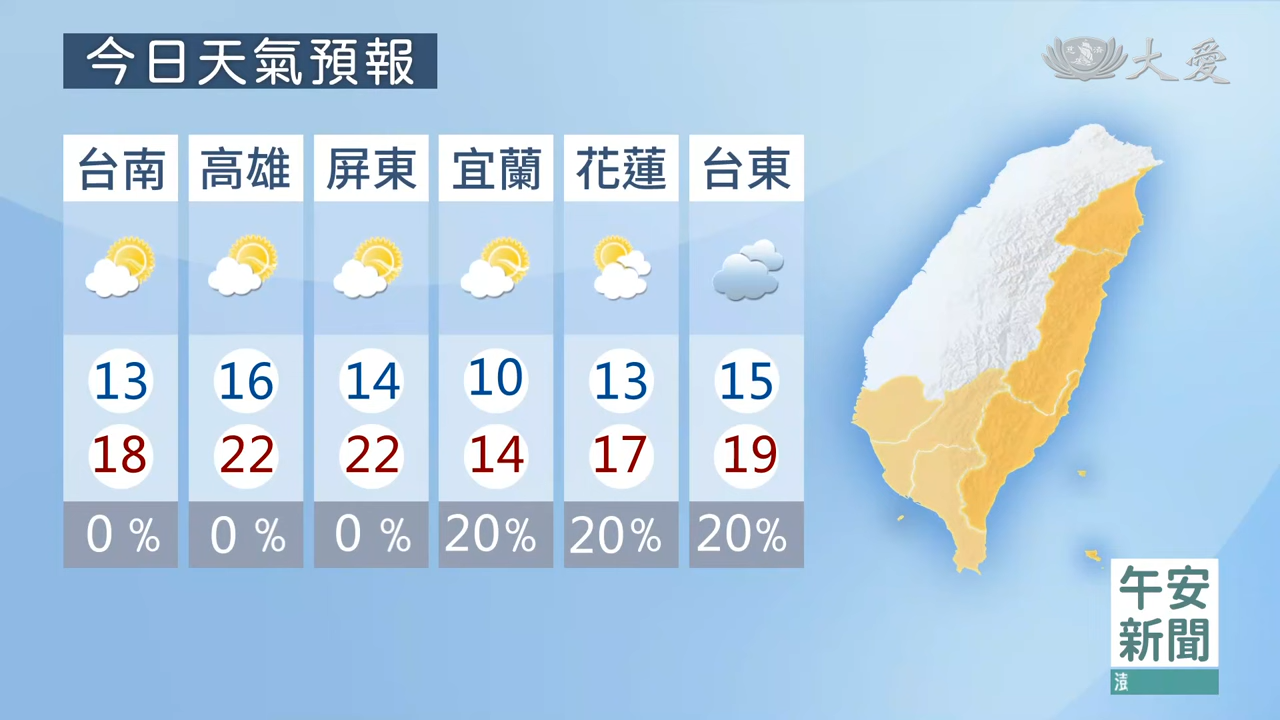 今日天氣預報
大愛
台南 高雄 屏東 宜蘭 花蓮 台東
13 16 14 10 13 15
18 22 22 14 17 19
0 % 0 % 0 % 20% 20% 20%
午安
新聞